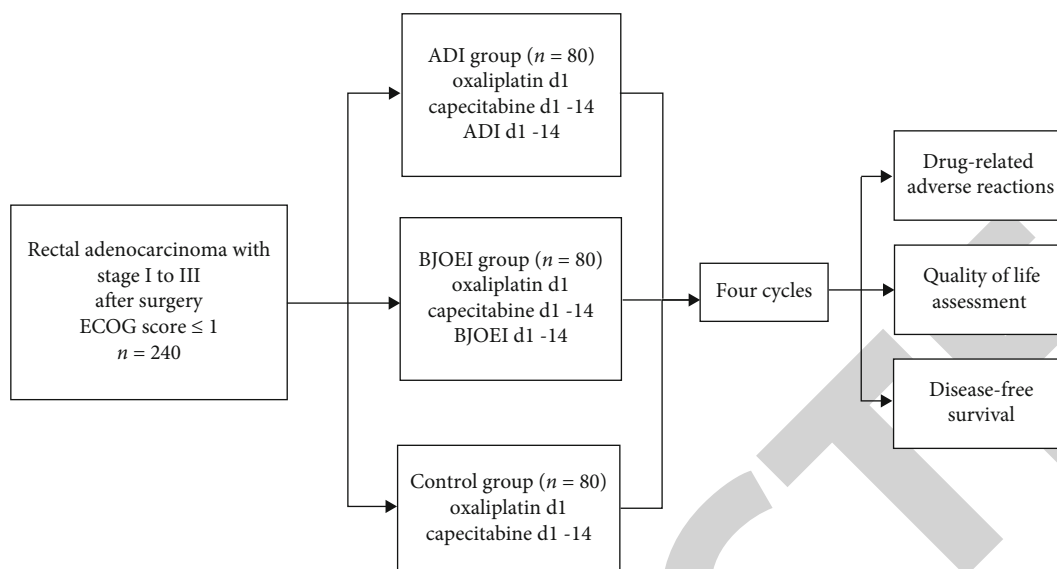 Rectal adenocarcinoma with
stage I to III
after surgery
ECOG score ≤ 1
n = 240
ADI group (n = 80)
oxaliplatin d1
capecitabine d1 -14
ADI d1 -14
BJOEI group (n = 80)
oxaliplatin d1
capecitabine d1 -14
BJOEI d1 -14
Control group (n = 80)
oxaliplatin d1
capecitabine d1 -14
Four cycles
Drug-related
adverse reactions
Quality of life
assessment
Disease-free
survival